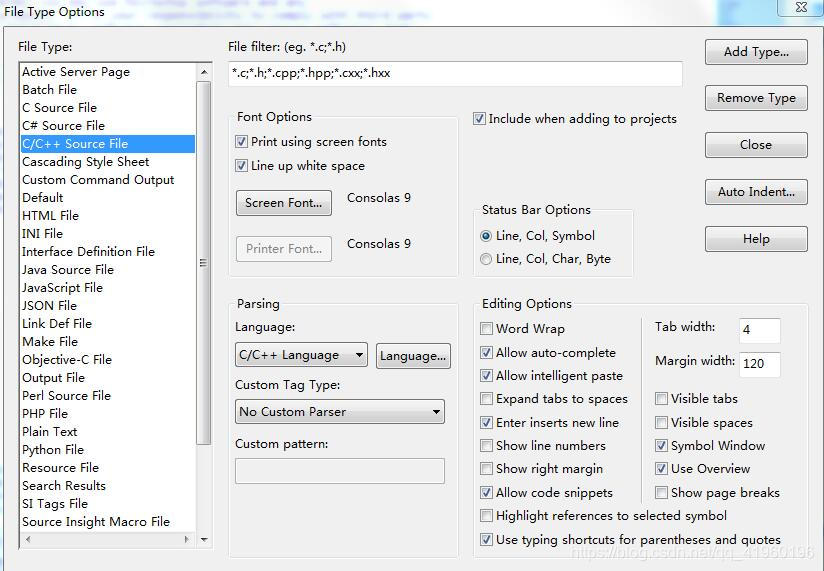 File Type Options
File Type:
Active Server Page
Batch File
C Source File
C# Source File
C/C++ Source File
Cascading Style Sheet
Custom Command Output
Default
HTML File
INI File
Interface Definition File
Java Source File
JavaScript File
JSON File
Link Def File
Make File
Objective-C File
Output File
Perl Source File
PHP File
Plain Text
Python File
Resource File
Search Results
SI Tags File
Source Insight Macro File
File filter: (eg. *.c;*.h)
*.c;*.h;*.cpp;*.hpp;*.cxx;*.hxx
Font Options
Print using screen fonts
Line up white space
Screen Font...
Consolas 9
Printer Font...
Consolas 9
Include when adding to projects
Status Bar Options
Line, Col, Symbol
Line, Col, Char, Byte
Add Type...
Remove Type
Close
Auto Indent...
Help
Parsing
Language:
C/C++ Language
Language...
Custom Tag Type:
No Custom Parser
Custom pattern:
Editing Options
Word Wrap
Allow auto-complete
Allow intelligent paste
Expand tabs to spaces
Enter inserts new line
Show line numbers
Show right margin
Allow code snippets
Highlight references to selected symbol
Use typing shortcuts for parentheses and quotes
Tab width:
4
Margin width:
120
Visible tabs
Visible spaces
Symbol Window
Use Overview
Show page breaks
https://blog.csdn.net/qq_41960196